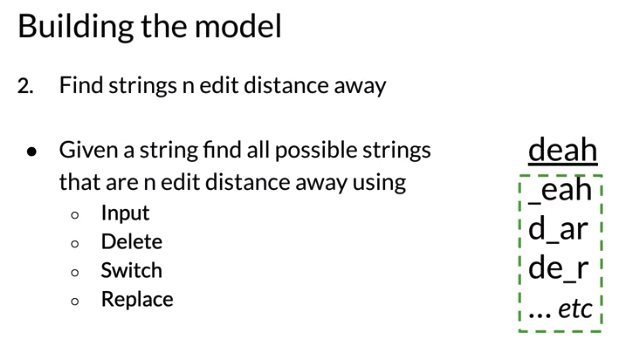 Building the model
2. Find strings n edit distance away
● Given a string find all possible strings
that are n edit distance away using
○ Input
○ Delete
○ Switch
○ Replace
deah
_eah
d_ar
de_r
... etc